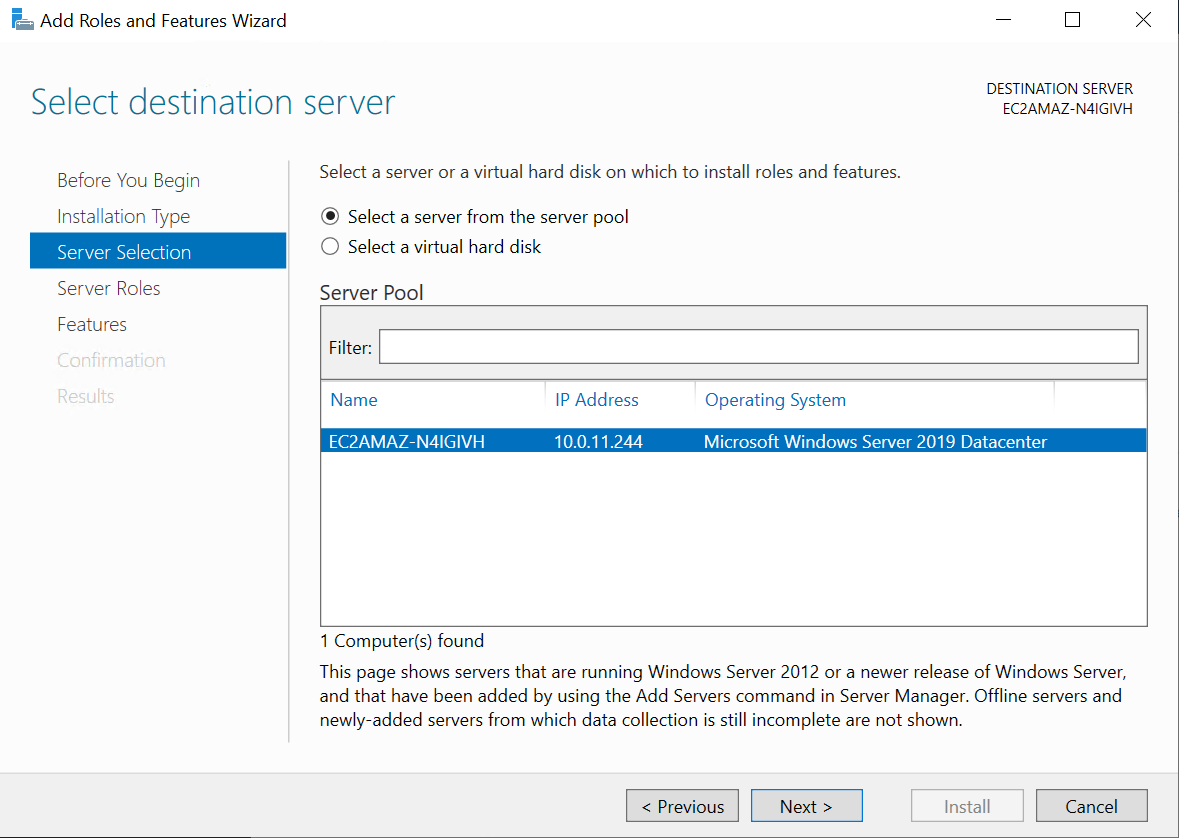 Add Roles and Features Wizard
Select destination server
DESTINATION SERVER
EC2AMAZ-N4IGIVH
Before You Begin
Installation Type
Server Selection
Server Roles
Features
Confirmation
Results
Select a server or a virtual hard disk on which to install roles and features.
Select a server from the server pool
Select a virtual hard disk
Server Pool
Filter:
Name IP Address Operating System
EC2AMAZ-N4IGIVH 10.0.11.244 Microsoft Windows Server 2019 Datacenter
1 Computer(s) found
This page shows servers that are running Windows Server 2012 or a newer release of Windows Server,
and that have been added by using the Add Servers command in Server Manager. Offline servers and
newly-added servers from which data collection is still incomplete are not shown.
< Previous Next > Install Cancel